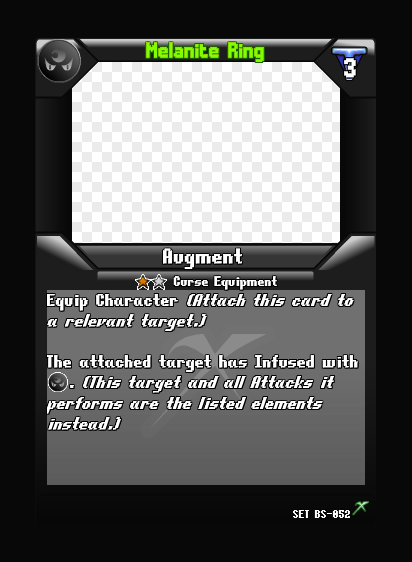 Melanite Ring
3
Augment
Curse Equipment
Equip Character (Attach this card to
a relevant target.)
The attached target has Infused with
. (This target and all Attacks it
performs are the listed elements
instead.)
SET BS-052